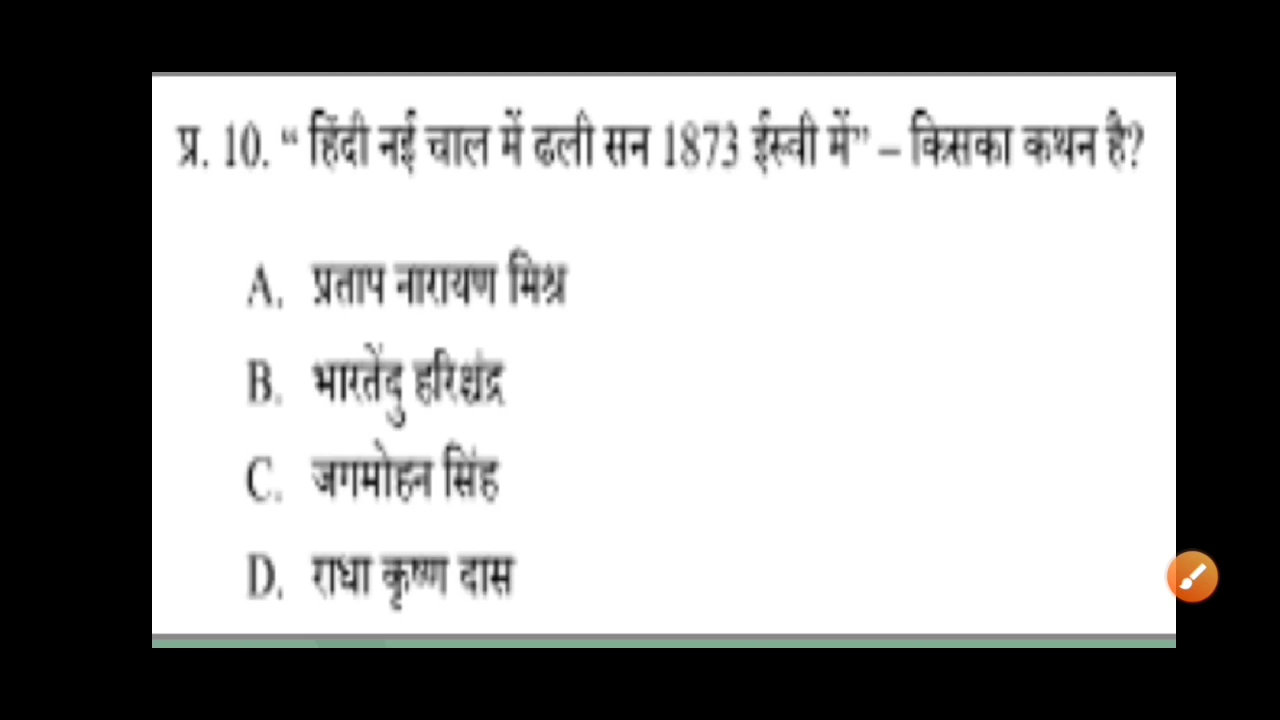 प्र. 10. “ हिंदी नई चाल में ढली सन 1873 ईस्वी में” – किसका कथन है?
A. प्रताप नारायण मिश्र
B. भारतेंदु हरिश्चंद्र
C. जगमोहन सिंह
D. राधा कृष्ण दास